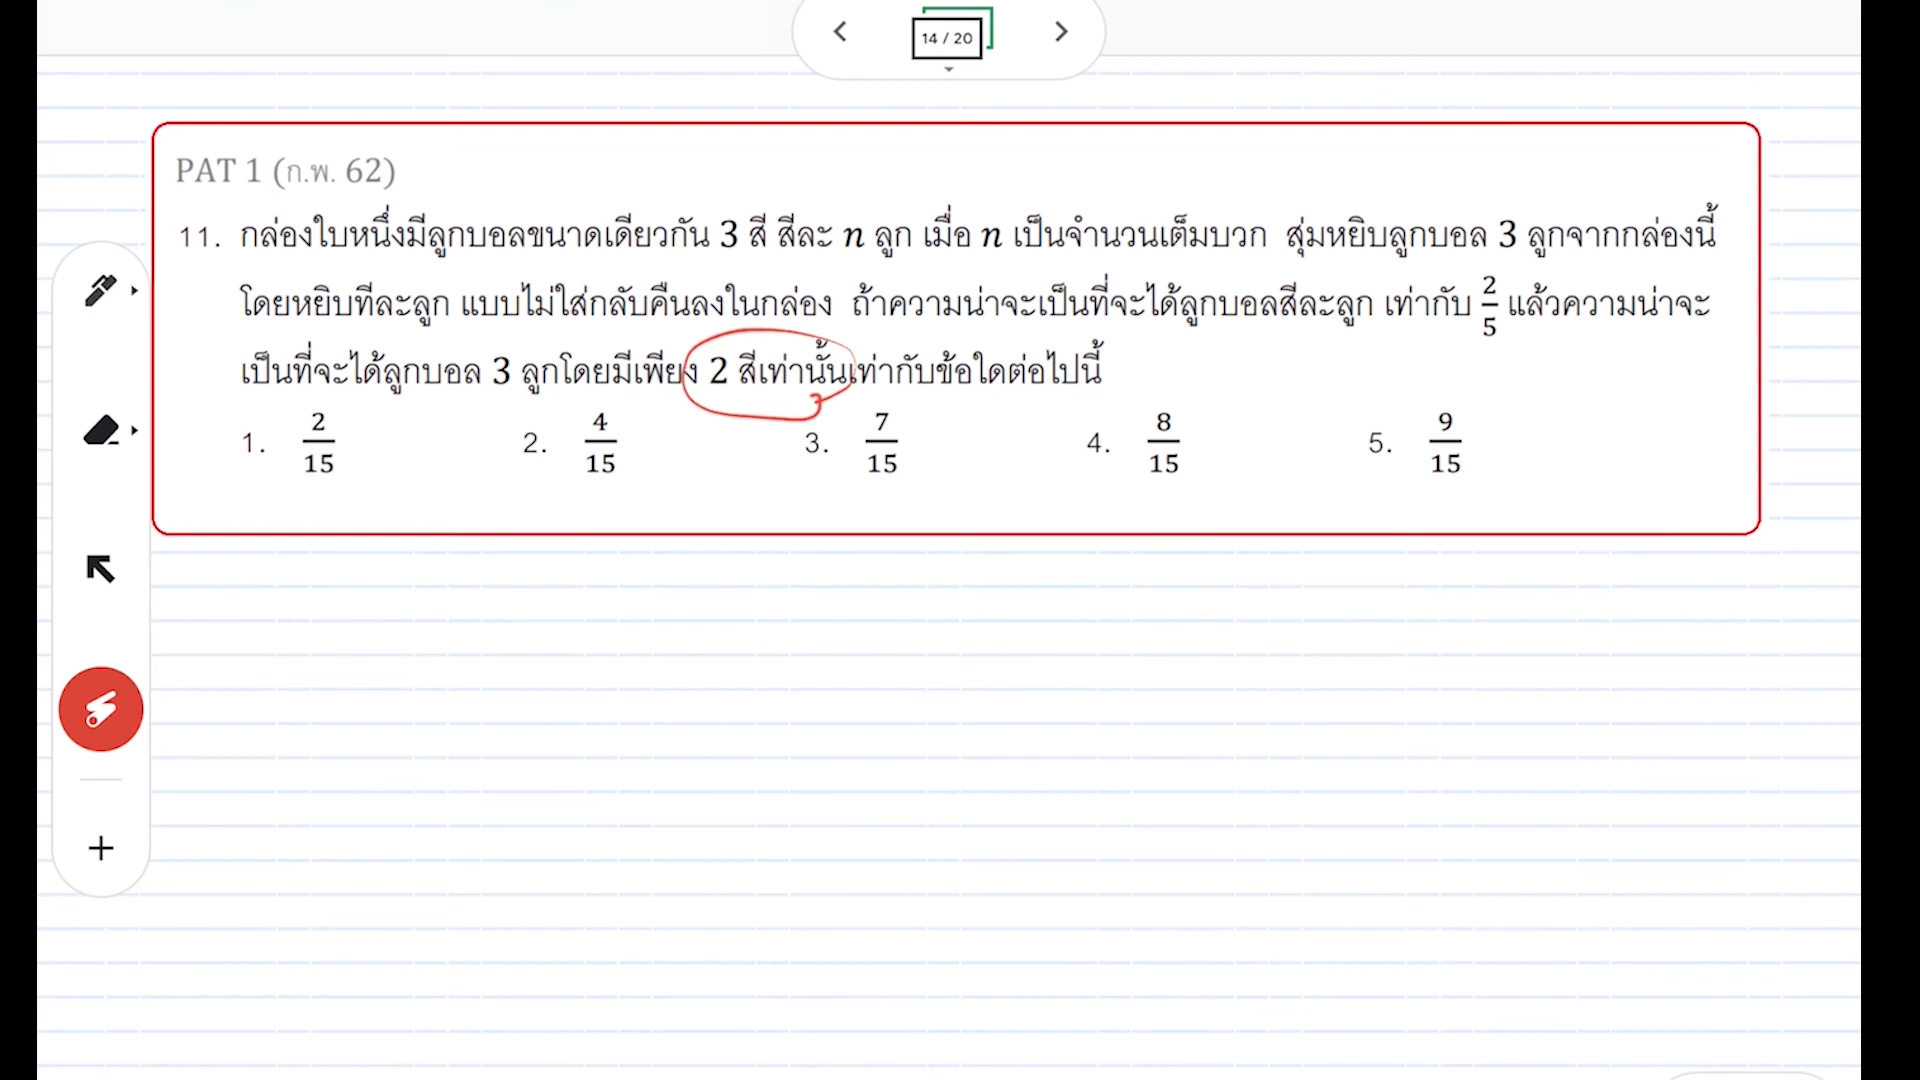 14 / 20
PAT 1 (ก.พ. 62)
11. กล่องใบหนึ่งมีลูกบอลขนาดเดียวกัน 3 สี สีละ n ลูก เมื่อ n เป็นจำนวนเต็มบวก สุ่มหยิบลูกบอล 3 ลูกจากกล่องนี้
โดยหยิบทีละลูก แบบไม่ใส่กลับคืนลงในกล่อง ถ้าความน่าจะเป็นที่จะได้ลูกบอลสีละลูก เท่ากับ 2/5 แล้วความน่าจะ
เป็นที่จะได้ลูกบอล 3 ลูกโดยมีเพียง 2 สีเท่านั้นเท่ากับข้อใดต่อไปนี้
1. 2/15 2. 4/15 3. 7/15 4. 8/15 5. 9/15